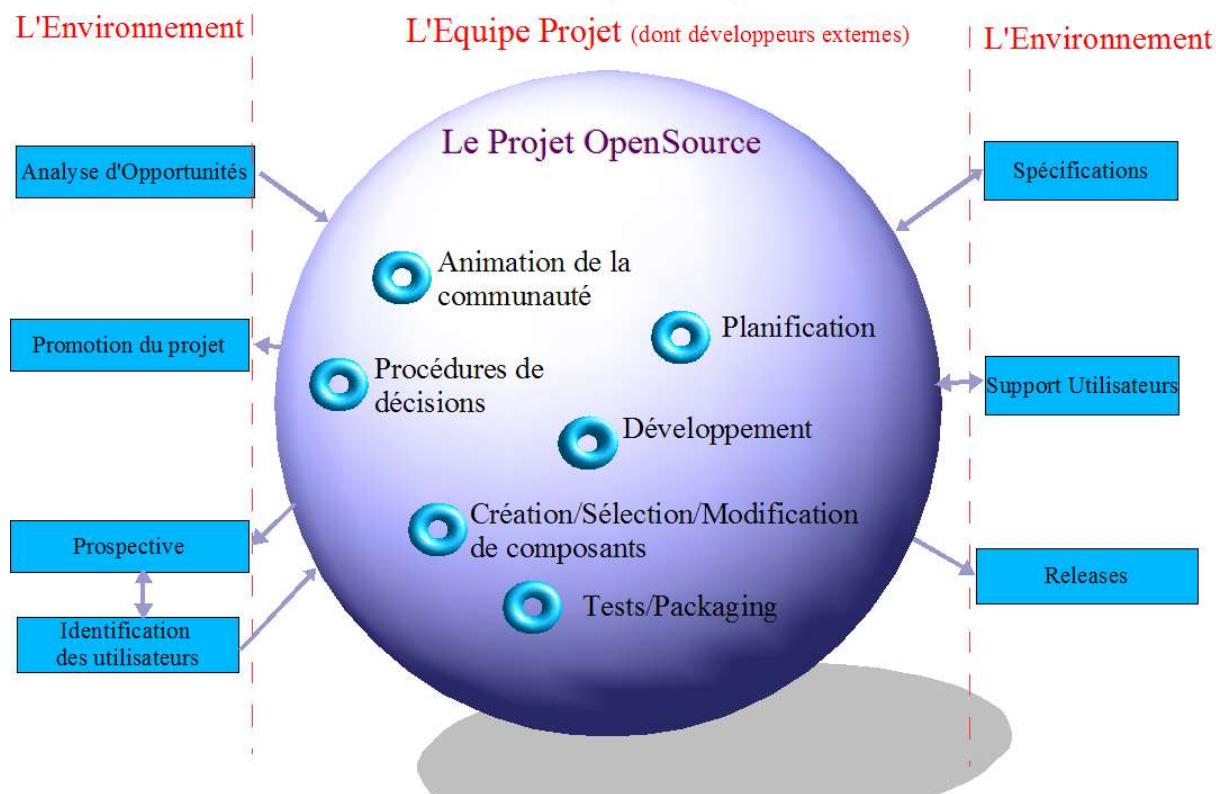 L'Environnement
L'Equipe Projet (dont développeurs externes)
L'Environnement
Le Projet OpenSource
Analyse d'Opportunités
Promotion du projet
Prospective
Identification
des utilisateurs
Animation de la
communauté
Planification
Procédures de
décisions
Développement
Création/Sélection/Modification
de composants
Tests/Packaging
Spécifications
Support Utilisateurs
Releases